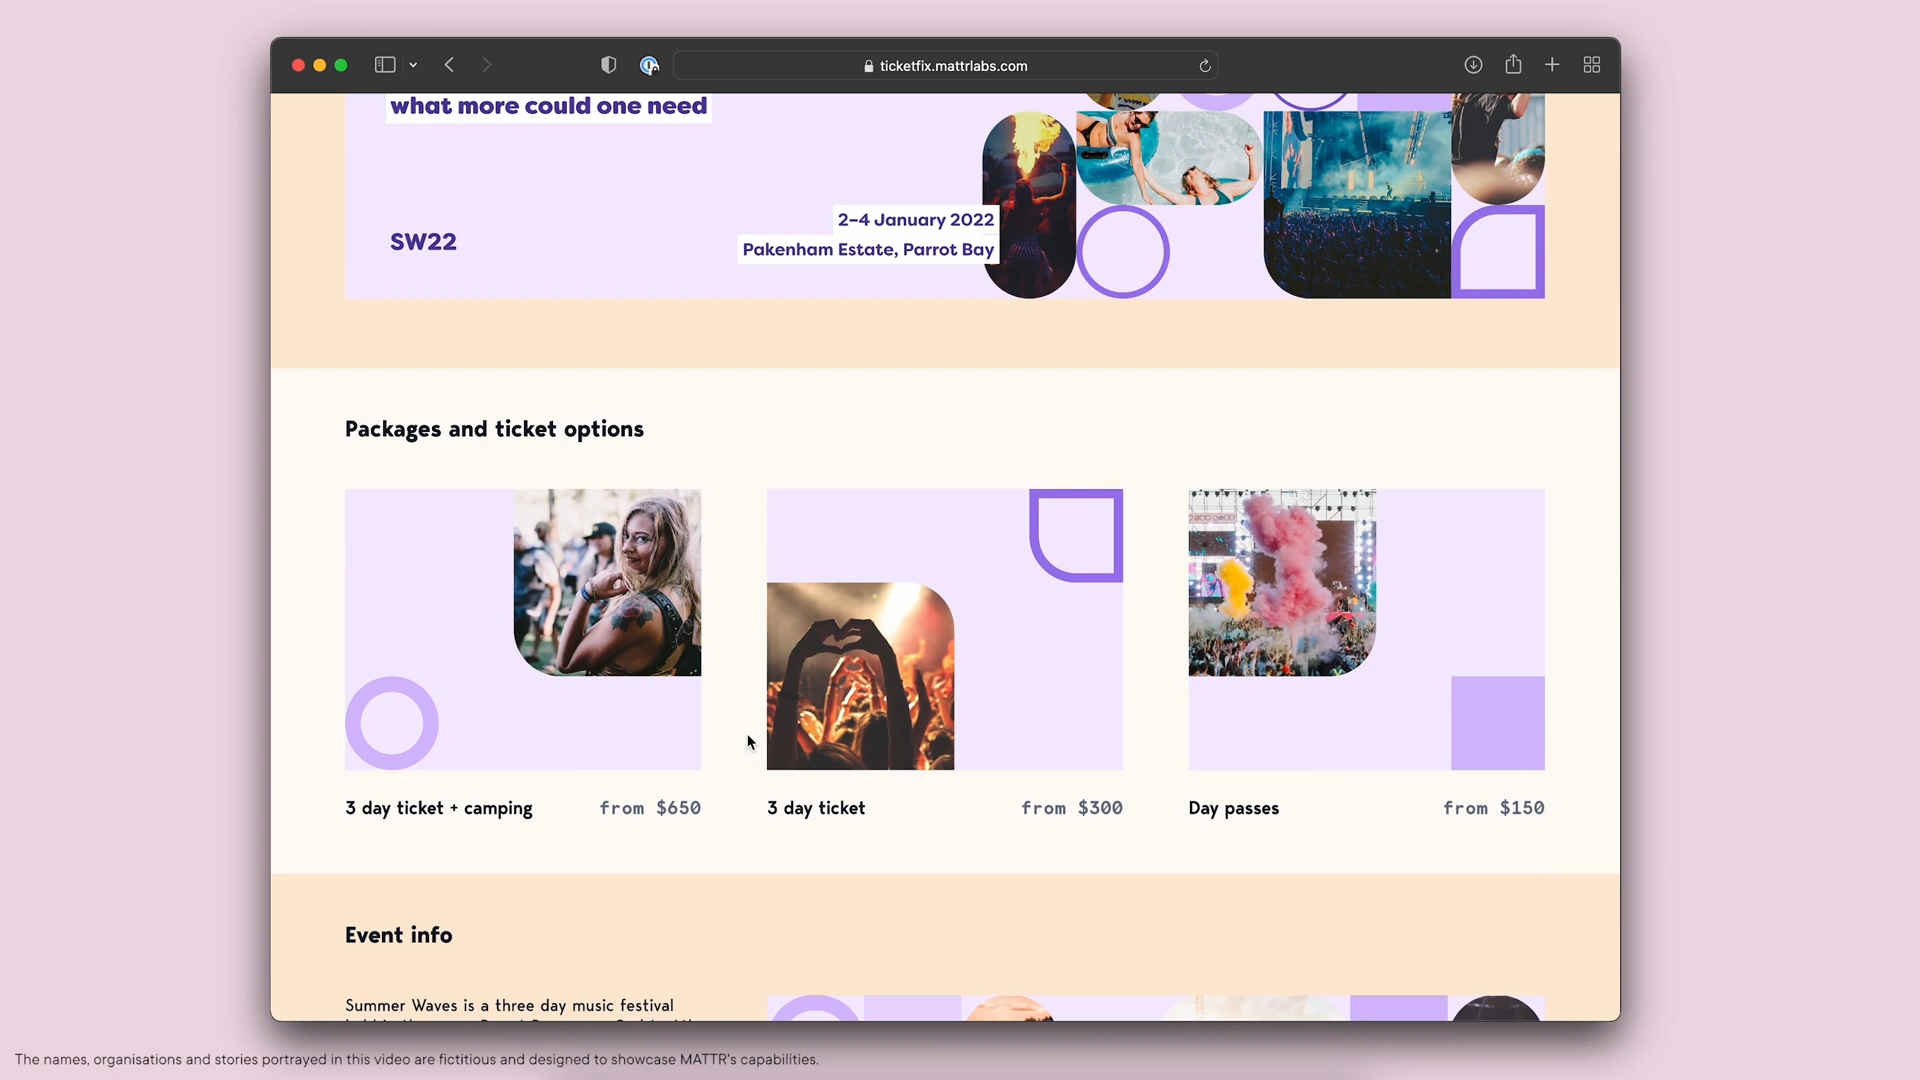 ticketfix.mattrlabs.com
what more could one need
2–4 January 2022
SW22
Pakenham Estate, Parrot Bay
Packages and ticket options
3 day ticket + camping
from $650
3 day ticket
from $300
Day passes
from $150
Event info
Summer Waves is a three day music festival
The names, organisations and stories portrayed in this video are fictitious and designed to showcase MATTR's capabilities.